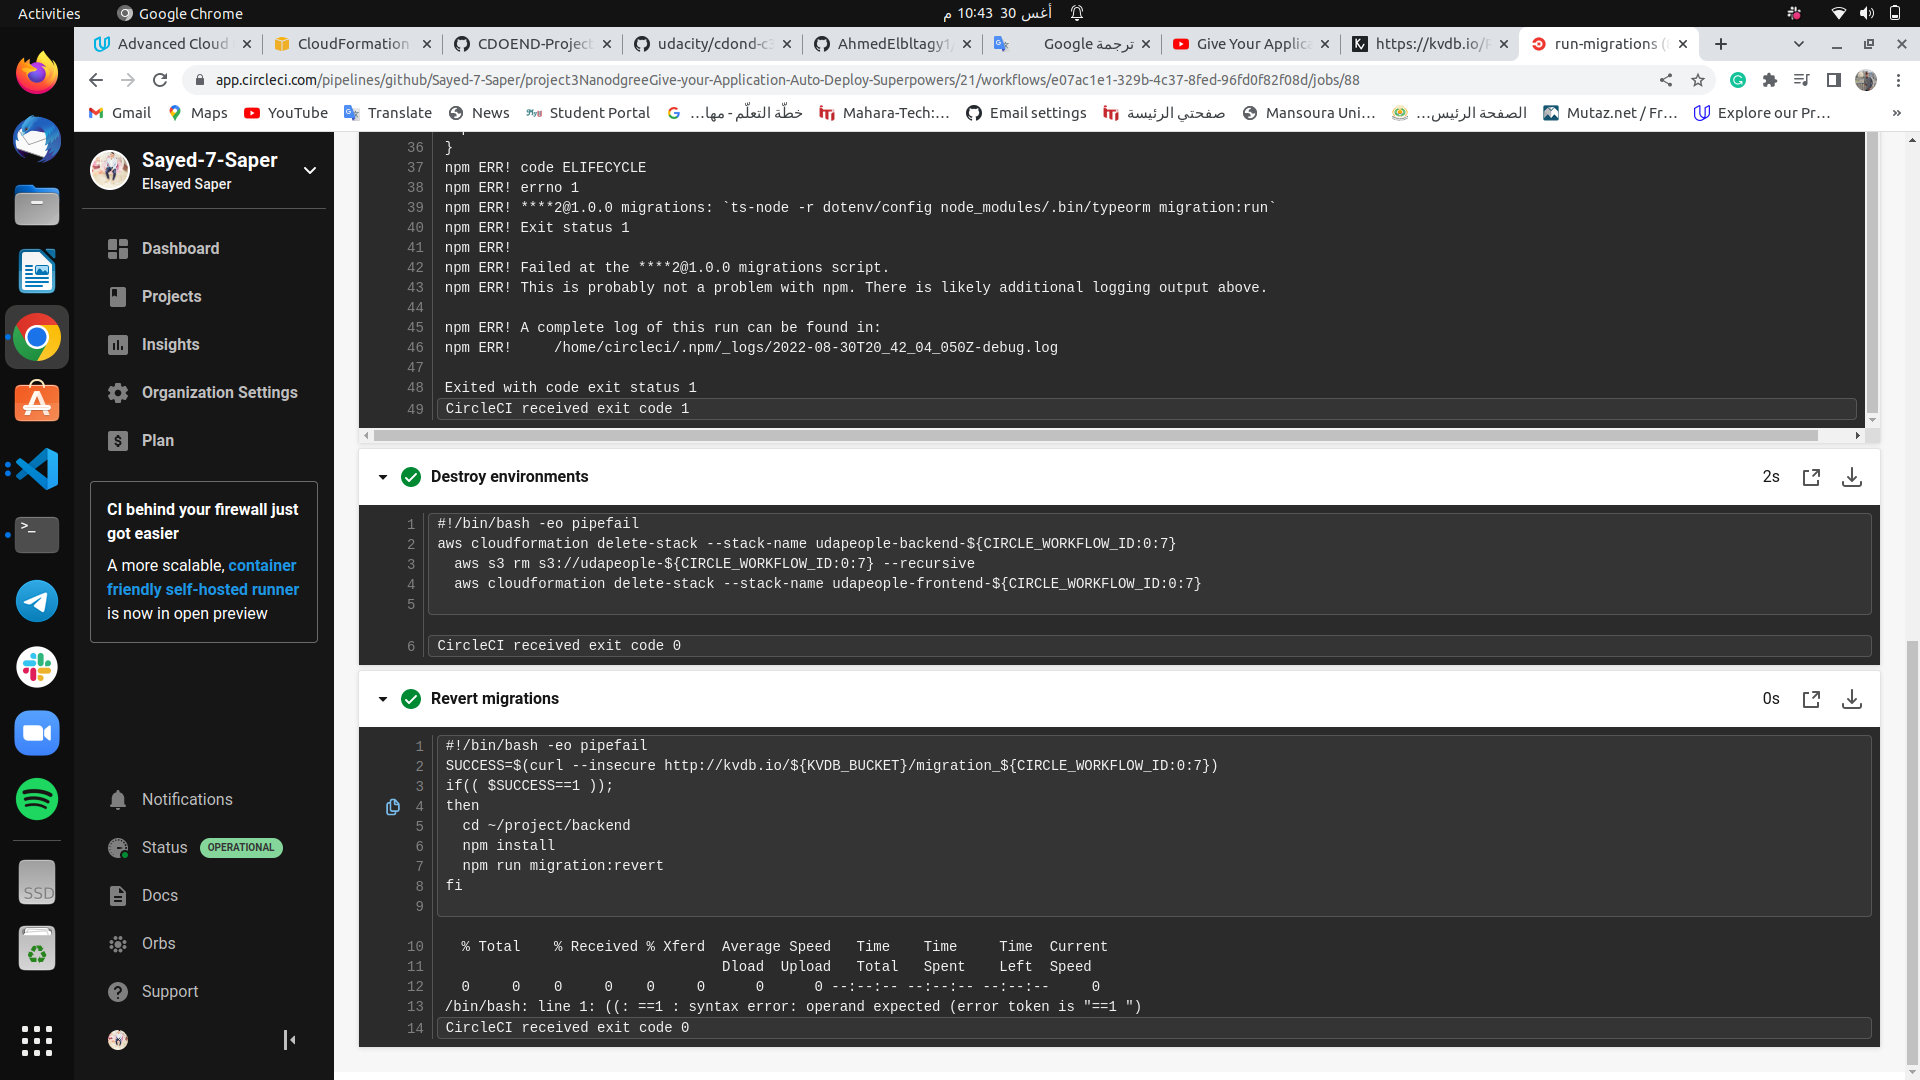 Activities
Google Chrome
أغس 30 10:43 م
Advanced Cloud
CloudFormation
CDOEND-Project
udacity/cdond-c3
AhmedElbltagy1/
ترجمة Google
Give Your Applica
https://kvdb.io/
run-migrations (
app.circleci.com/pipelines/github/Sayed-7-Saper/project3NanodgreeGive-your-Application-Auto-Deploy-Superpowers/21/workflows/e07ac1e1-329b-4c37-8fed-96fd0f82f08d/jobs/88
Gmail
Maps
YouTube
Translate
News
Student Portal
خطّة التعلّم - مها...
Mahara-Tech:...
Email settings
صفحتي الرئيسة
Mansoura Uni...
الصفحة الرئيس...
Mutaz.net / Fr...
Explore our Pr...
»
Sayed-7-Saper
Elsayed Saper
Dashboard
Projects
Insights
Organization Settings
Plan
CI behind your firewall just
got easier
A more scalable, container
friendly self-hosted runner
is now in open preview
Notifications
Status OPERATIONAL
Docs
Orbs
Support
SSD
36 }
37 npm ERR! code ELIFECYCLE
38 npm ERR! errno 1
39 npm ERR! ****2@1.0.0 migrations: `ts-node -r dotenv/config node_modules/.bin/typeorm migration:run`
40 npm ERR! Exit status 1
41 npm ERR!
42 npm ERR! Failed at the ****2@1.0.0 migrations script.
43 npm ERR! This is probably not a problem with npm. There is likely additional logging output above.
44
45 npm ERR! A complete log of this run can be found in:
46 npm ERR!     /home/circleci/.npm/_logs/2022-08-30T20_42_04_050Z-debug.log
47
48 Exited with code exit status 1
49 CircleCI received exit code 1
Destroy environments 2s
1 #!/bin/bash -eo pipefail
2 aws cloudformation delete-stack --stack-name udapeople-backend-${CIRCLE_WORKFLOW_ID:0:7}
3   aws s3 rm s3://udapeople-${CIRCLE_WORKFLOW_ID:0:7} --recursive
4   aws cloudformation delete-stack --stack-name udapeople-frontend-${CIRCLE_WORKFLOW_ID:0:7}
5
6 CircleCI received exit code 0
Revert migrations 0s
1 #!/bin/bash -eo pipefail
2 SUCCESS=$(curl --insecure http://kvdb.io/${KVDB_BUCKET}/migration_${CIRCLE_WORKFLOW_ID:0:7})
3 if(( $SUCCESS==1 ));
4 then
5   cd ~/project/backend
6   npm install
7   npm run migration:revert
8 fi
9
10   % Total    % Received % Xferd  Average Speed   Time    Time     Time  Current
11                                  Dload  Upload   Total   Spent    Left  Speed
12   0     0    0     0    0     0      0      0 --:--:-- --:--:-- --:--:--     0
13 /bin/bash: line 1: ((: ==1 : syntax error: operand expected (error token is "==1 ")
14 CircleCI received exit code 0